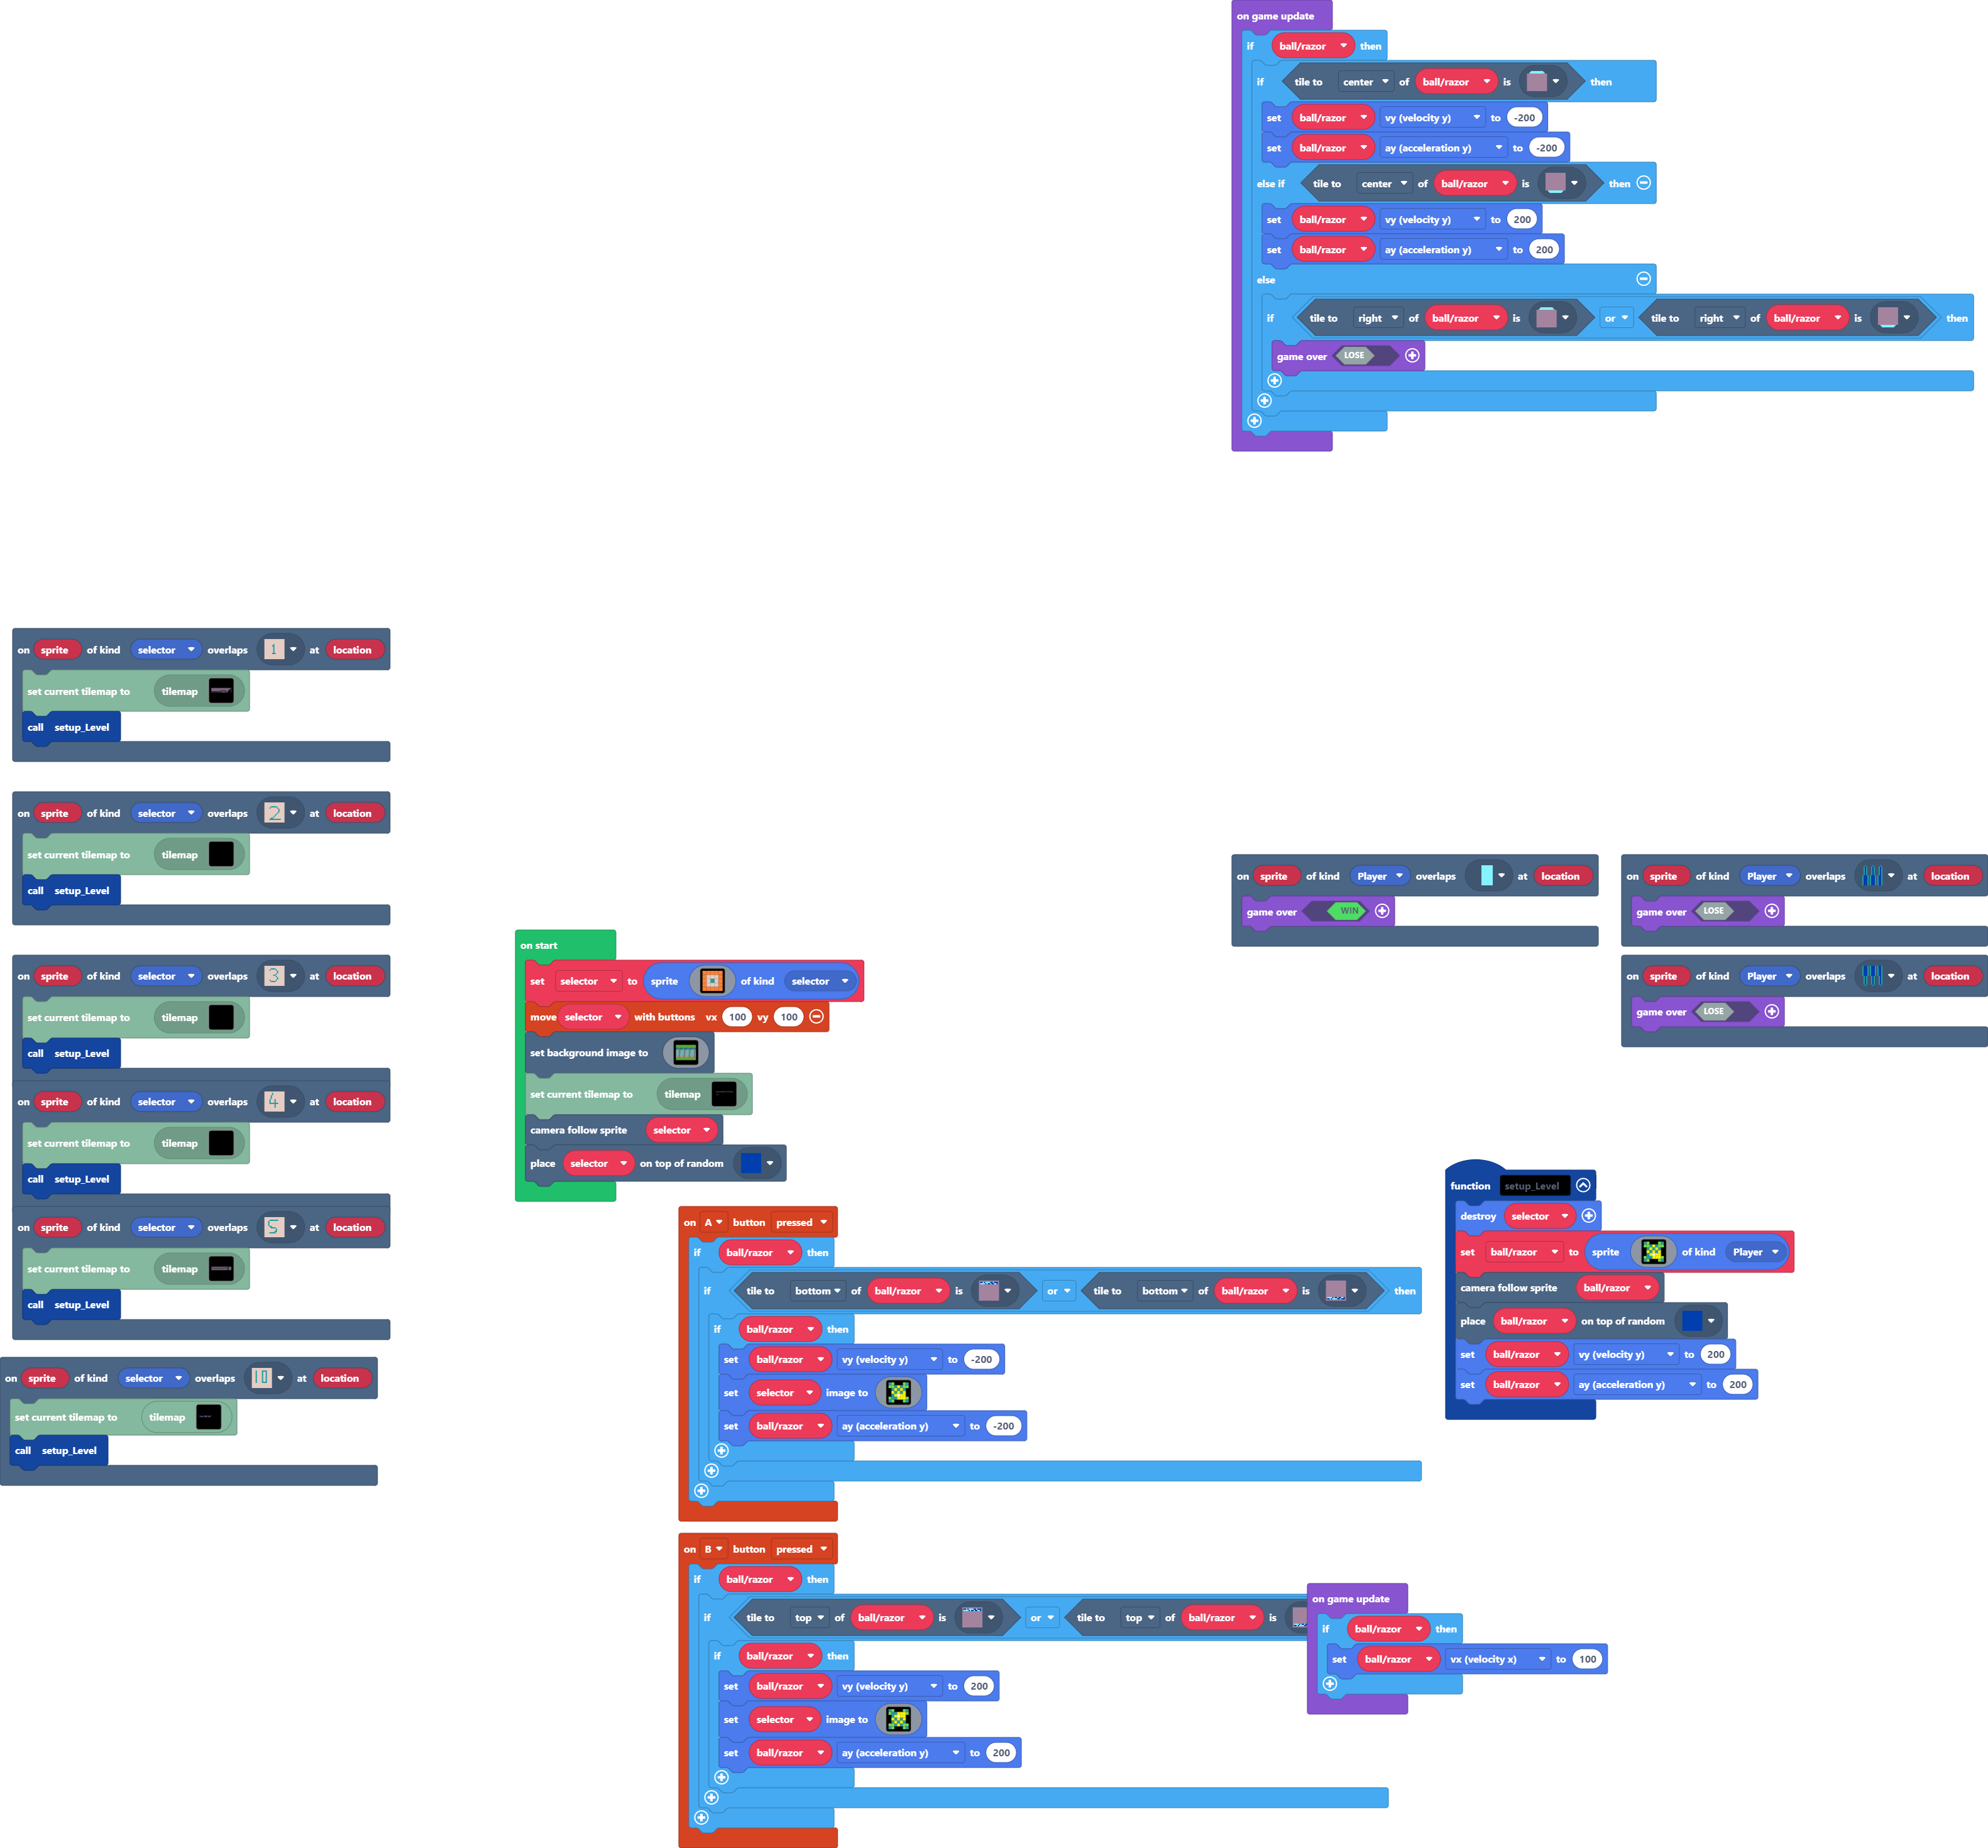 on game update
if ball/razor then
if tile to center of ball/razor is then
set ball/razor vy (velocity y) to -200
set ball/razor ay (acceleration y) to -200
else if tile to center of ball/razor is then
set ball/razor vy (velocity y) to 200
set ball/razor ay (acceleration y) to 200
else
if tile to right of ball/razor is or tile to right of ball/razor is then
game over LOSE
on sprite of kind selector overlaps 1 at location
set current tilemap to tilemap
call setup_Level
on sprite of kind selector overlaps 2 at location
set current tilemap to tilemap
call setup_Level
on sprite of kind selector overlaps 3 at location
set current tilemap to tilemap
call setup_Level
on sprite of kind selector overlaps 4 at location
set current tilemap to tilemap
call setup_Level
on sprite of kind selector overlaps 5 at location
set current tilemap to tilemap
call setup_Level
on sprite of kind selector overlaps 10 at location
set current tilemap to tilemap
call setup_Level
on start
set selector to sprite of kind selector
move selector with buttons vx 100 vy 100
set background image to
set current tilemap to tilemap
camera follow sprite selector
place selector on top of random
on sprite of kind Player overlaps at location
game over WIN
on sprite of kind Player overlaps at location
game over LOSE
on sprite of kind Player overlaps at location
game over LOSE
function setup_Level
destroy selector
set ball/razor to sprite of kind Player
camera follow sprite ball/razor
place ball/razor on top of random
set ball/razor vy (velocity y) to 200
set ball/razor ay (acceleration y) to 200
on A button pressed
if ball/razor then
if tile to bottom of ball/razor is or tile to bottom of ball/razor is then
if ball/razor then
set ball/razor vy (velocity y) to -200
set selector image to
set ball/razor ay (acceleration y) to -200
on B button pressed
if ball/razor then
if tile to top of ball/razor is or tile to top of ball/razor is
if ball/razor then
set ball/razor vy (velocity y) to 200
set selector image to
set ball/razor ay (acceleration y) to 200
on game update
if ball/razor then
set ball/razor vx (velocity x) to 100